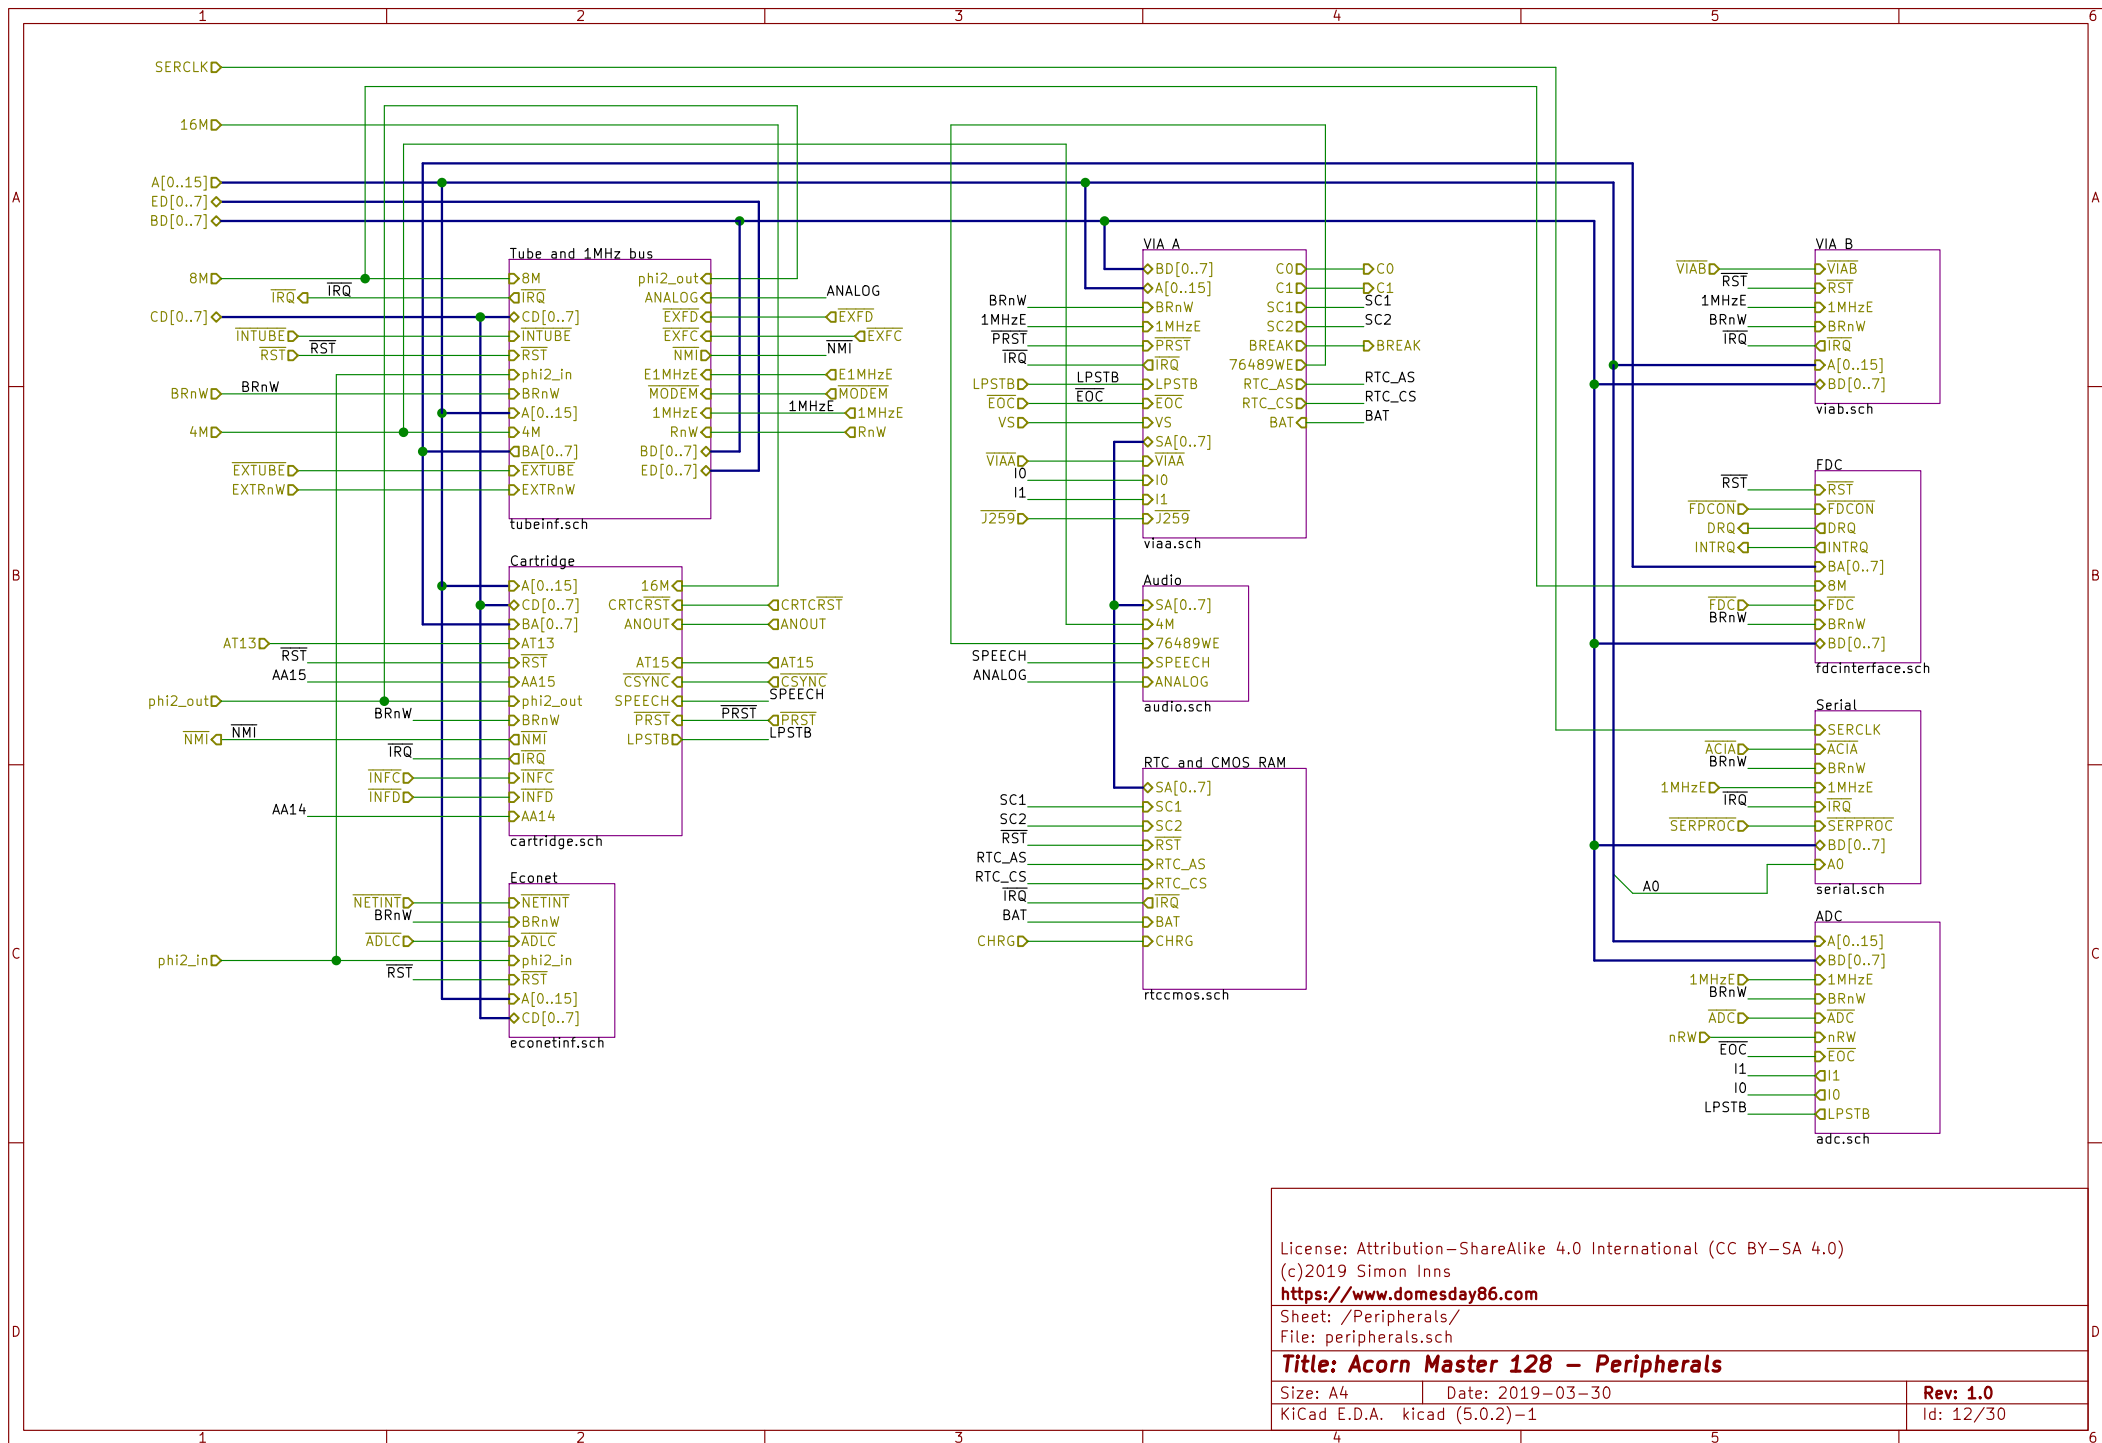 1 2 3 4 5 6
A
B
C
D
SERCLK
16M
A[0..15]
ED[0..7]
BD[0..7]
8M
IRQ IRQ
CD[0..7]
INTUBE
RST RST
BRnW BRnW
4M
EXTUBE
EXTRnW
Tube and 1MHz bus
8M phi2_out
IRQ ANALOG ANALOG
CD[0..7] EXFD EXFD
INTUBE EXFC EXFC
RST NMI NMI
phi2_in E1MHzE E1MHzE
BRnW MODEM MODEM
A[0..15] 1MHzE 1MHzE 1MHzE
4M RnW RnW
BA[0..7] BD[0..7]
EXTUBE ED[0..7]
EXTRnW
tubeinf.sch
Cartridge
A[0..15] 16M
CD[0..7] CRTCRST CRTCRST
BA[0..7] ANOUT ANOUT
AT13 AT13
RST RST AT15 AT15
AA15 AA15 CSYNC CSYNC
phi2_out phi2_out SPEECH SPEECH
BRnW BRnW PRST PRST PRST
NMI NMI NMI LPSTB LPSTB
IRQ IRQ
INFC INFC
INFD INFD
AA14 AA14
cartridge.sch
Econet
NETINT NETINT
BRnW BRnW
ADLC ADLC
phi2_in phi2_in
RST RST
A[0..15]
CD[0..7]
econetinf.sch
VIA A
BD[0..7] C0 C0
A[0..15] C1 C1
BRnW BRnW SC1 SC1
1MHzE 1MHzE SC2 SC2
PRST PRST BREAK BREAK
IRQ IRQ 76489WE
LPSTB LPSTB LPSTB RTC_AS RTC_AS
EOC EOC EOC RTC_CS RTC_CS
VS VS BAT BAT
SA[0..7]
VIAA VIAA
I0 I0
I1 I1
J259 J259
viaa.sch
Audio
SA[0..7]
4M
76489WE
SPEECH SPEECH
ANALOG ANALOG
audio.sch
RTC and CMOS RAM
SA[0..7]
SC1 SC1
SC2 SC2
RST RST
RTC_AS RTC_AS
RTC_CS RTC_CS
IRQ IRQ
BAT BAT
CHRG CHRG
rtccmos.sch
VIA B
VIAB VIAB
RST RST
1MHzE 1MHzE
BRnW BRnW
IRQ IRQ
A[0..15]
BD[0..7]
viab.sch
FDC
RST RST
FDCON FDCON
DRQ DRQ
INTRQ INTRQ
BA[0..7]
8M
FDC FDC
BRnW BRnW
BD[0..7]
fdcinterface.sch
Serial
SERCLK
ACIA ACIA
BRnW BRnW
1MHzE 1MHzE
IRQ IRQ
SERPROC SERPROC
BD[0..7]
A0 A0
serial.sch
ADC
A[0..15]
BD[0..7]
1MHzE 1MHzE
BRnW BRnW
ADC ADC
nRW nRW
EOC EOC
I1 I1
I0 I0
LPSTB LPSTB
adc.sch
License: Attribution-ShareAlike 4.0 International (CC BY-SA 4.0)
(c)2019 Simon Inns
https://www.domesday86.com
Sheet: /Peripherals/
File: peripherals.sch
Title: Acorn Master 128 - Peripherals
Size: A4 Date: 2019-03-30 Rev: 1.0
KiCad E.D.A. kicad (5.0.2)-1 Id: 12/30
A
B
C
D
1 2 3 4 5 6